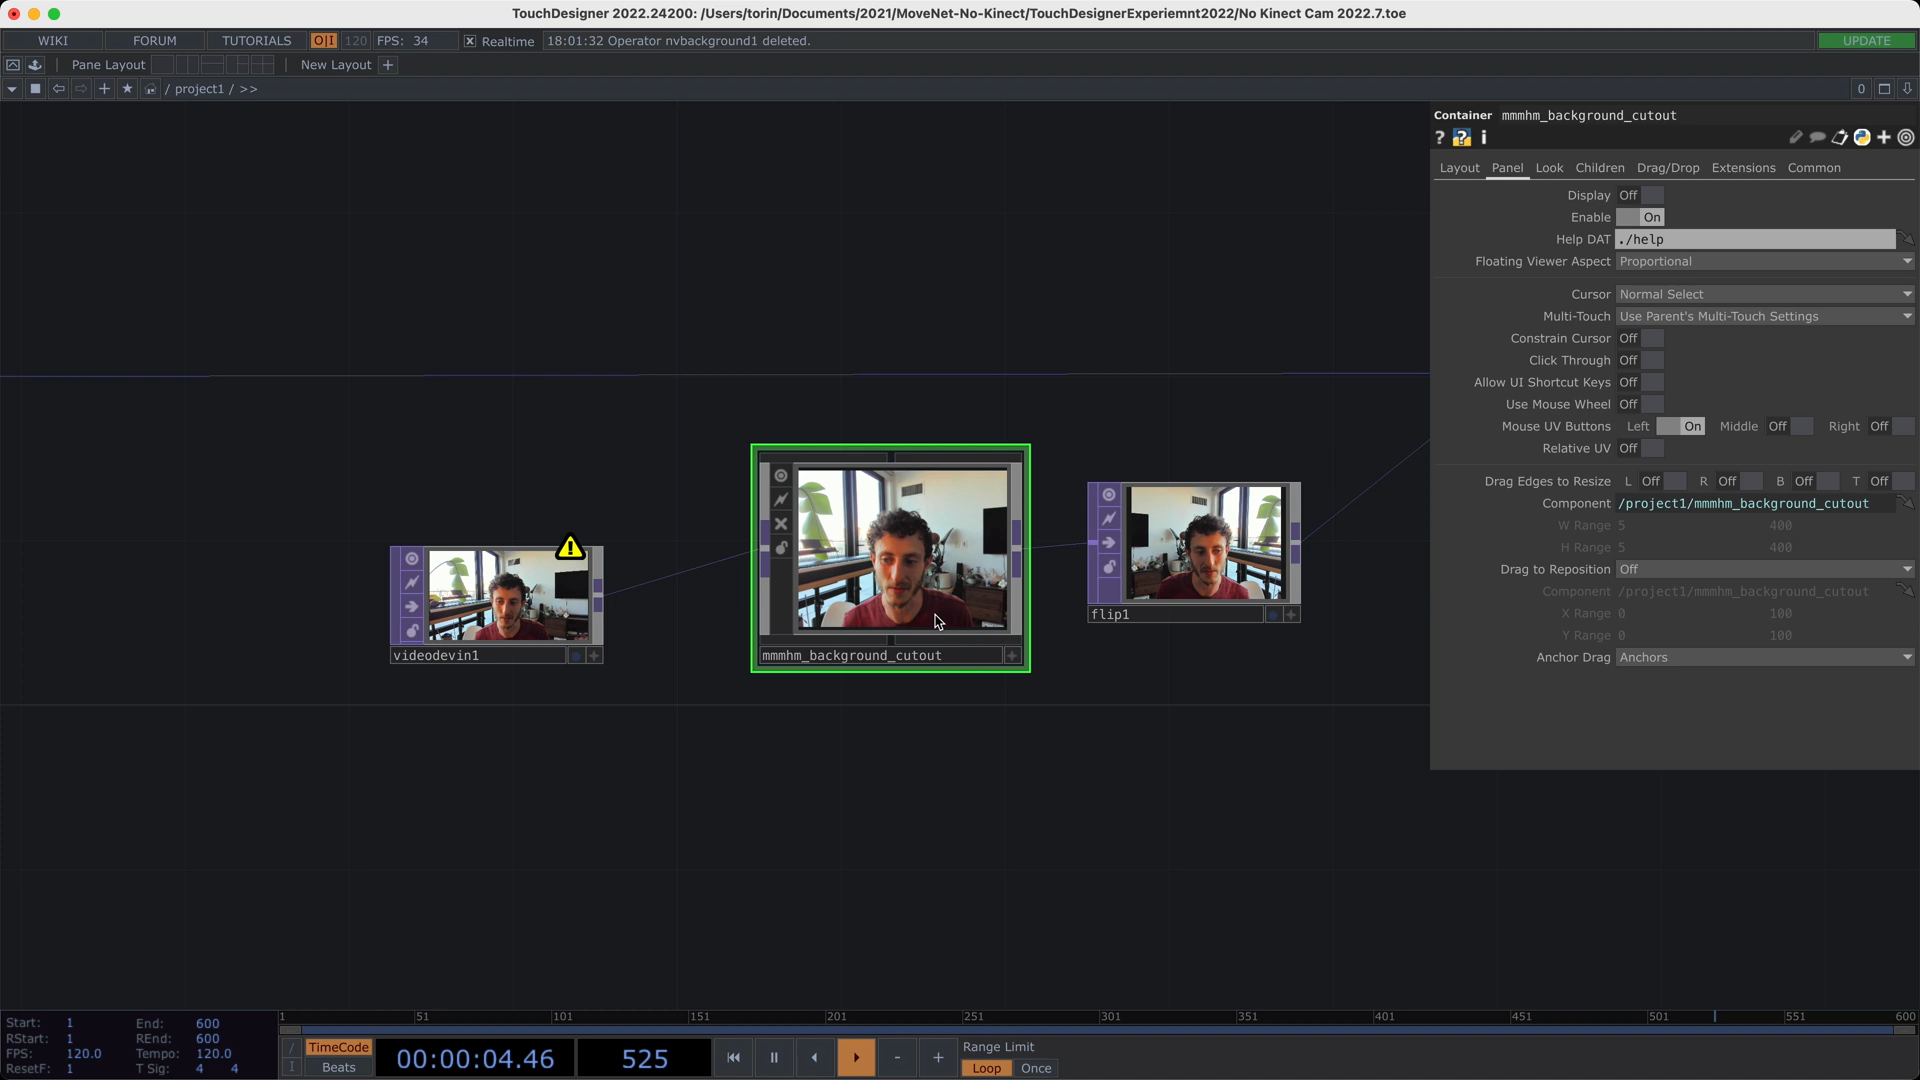 TouchDesigner 2022.24200: /Users/torin/Documents/2021/MoveNet-No-Kinect/TouchDesignerExperiemnt2022/No Kinect Cam 2022.7.toe
WIKI FORUM TUTORIALS O|I 120 FPS: 34 Realtime 18:01:32 Operator nvbackground1 deleted. UPDATE
Pane Layout New Layout +
/ project1 / >> 0
Container mmmhm_background_cutout
? ? i
Layout Panel Look Children Drag/Drop Extensions Common
Display Off
Enable On
Help DAT ./help
Floating Viewer Aspect Proportional
Cursor Normal Select
Multi-Touch Use Parent's Multi-Touch Settings
Constrain Cursor Off
Click Through Off
Allow UI Shortcut Keys Off
Use Mouse Wheel Off
Mouse UV Buttons Left On Middle Off Right Off
Relative UV Off
Drag Edges to Resize L Off R Off B Off T Off
Component /project1/mmmhm_background_cutout
W Range 5 400
H Range 5 400
Drag to Reposition Off
Component /project1/mmmhm_background_cutout
X Range 0 100
Y Range 0 100
Anchor Drag Anchors
videodevin1
mmmhm_background_cutout
flip1
1 51 101 151 201 251 301 351 401 451 501 551 600
Start: 1 End: 600
RStart: 1 REnd: 600
FPS: 120.0 Tempo: 120.0
ResetF: 1 T Sig: 4 4
/
I
TimeCode
Beats
00:00:04.46
525
- +
Range Limit
Loop Once